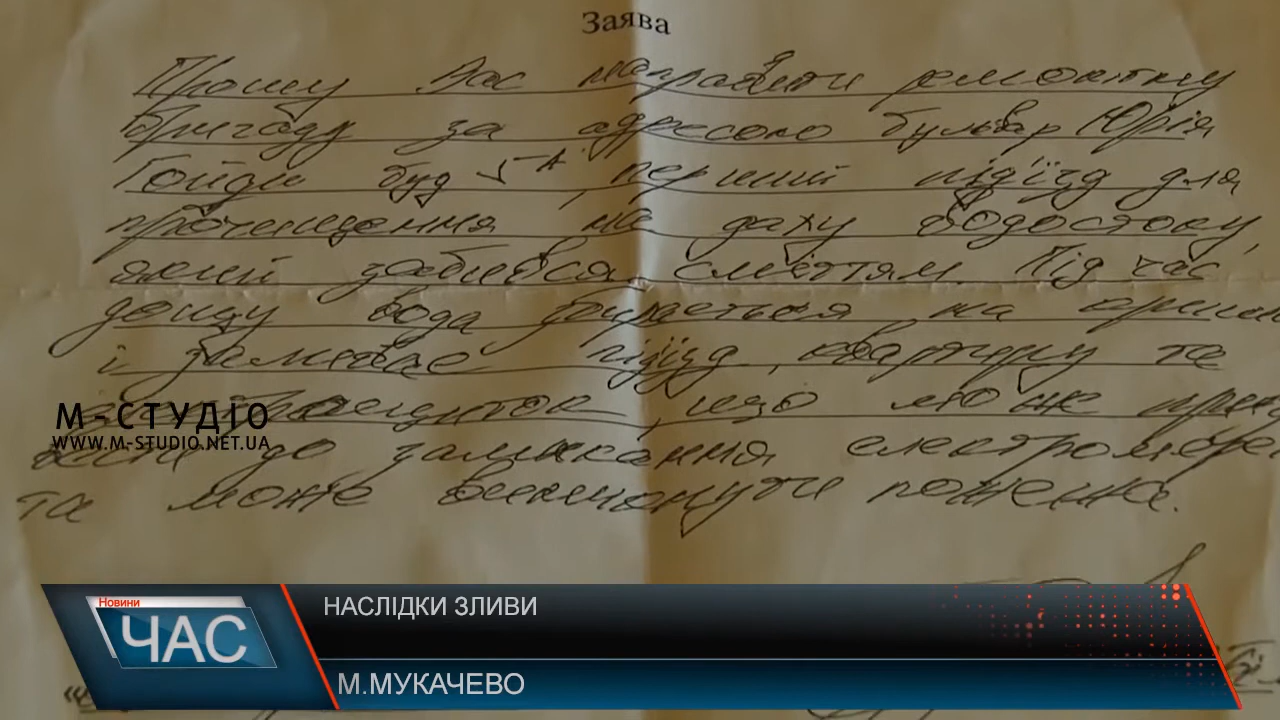 Заява
Прошу Вас направити ремонтну
бригаду за адресою бульвар Юрія
Гойди буд 5А, перший під'їзд для
прочищення на даху водостоку,
який забився сміттям. Під час
дощу вода збирається на
і заливає під'їзд, квартиру та
що може
М-СТУДІО
WWW.M-STUDIO.NET.UA
до замикання
та може виникнути пожежа.
Новини
ЧАС
НАСЛІДКИ ЗЛИВИ
М.МУКАЧЕВО